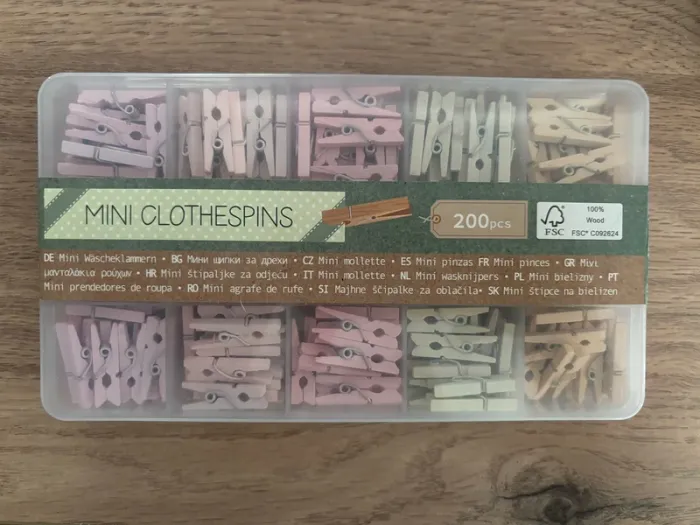 MINI CLOTHESPINS
200pcs
FSC
100%
Wood
FSC® C092624
DE Mini Wäscheklammern • BG Мини щипки за дрехи • CZ Mini mollette • ES Mini pinzas FR Mini pinces • GR Μίνι
μανταλάκια ρούχων • HR Mini štipaljke za odjeću • IT Mini mollette • NL Mini wasknijpers • PL Mini bielizny • PT
Mini prendedores de roupa • RO Mini agrafe de rufe • SI Majhne ščipalke za oblačila• SK Mini štipce na bielizeň